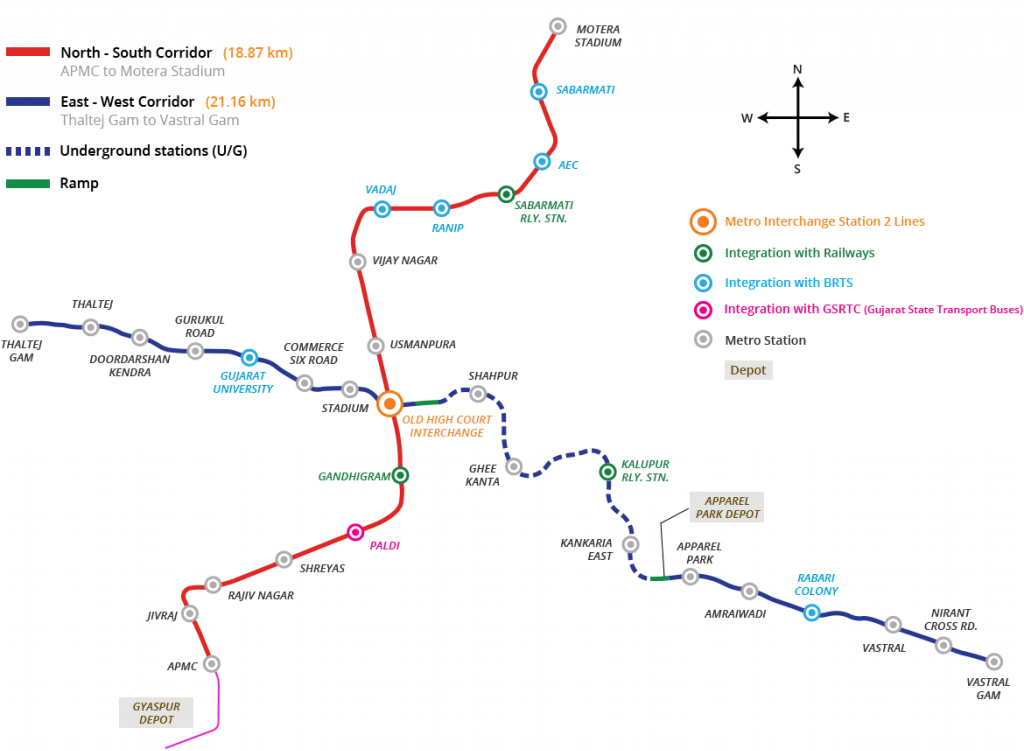 North - South Corridor (18.87 km)
APMC to Motera Stadium
East - West Corridor (21.16 km)
Thaltej Gam to Vastral Gam
Underground stations (U/G)
Ramp
MOTERA
STADIUM
SABARMATI
AEC
SABARMATI
RLY. STN.
RANIP
VADAJ
VIJAY NAGAR
USMANPURA
N
W
E
S
Metro Interchange Station 2 Lines
Integration with Railways
Integration with BRTS
Integration with GSRTC (Gujarat State Transport Buses)
Metro Station
Depot
THALTEJ
GAM
THALTEJ
DOORDARSHAN
KENDRA
GURUKUL
ROAD
GUJARAT
UNIVERSITY
COMMERCE
SIX ROAD
STADIUM
OLD HIGH COURT
INTERCHANGE
SHAHPUR
GHEE
KANTA
KALUPUR
RLY. STN.
KANKARIA
EAST
APPAREL
PARK DEPOT
APPAREL
PARK
AMRAIWADI
RABARI
COLONY
VASTRAL
NIRANT
CROSS RD.
VASTRAL
GAM
GANDHIGRAM
PALDI
SHREYAS
RAJIV NAGAR
JIVRAJ
APMC
GYASPUR
DEPOT